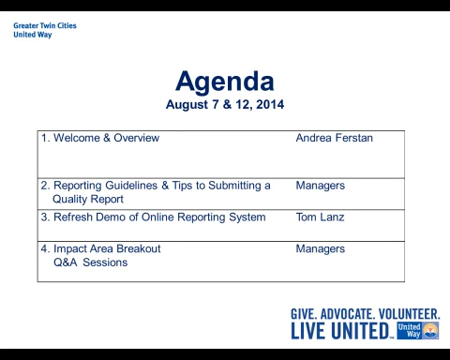 Greater Twin Cities
United Way
Agenda
August 7 & 12, 2014
1. Welcome & Overview Andrea Ferstan
2. Reporting Guidelines & Tips to Submitting a Managers
Quality Report
3. Refresh Demo of Online Reporting System Tom Lanz
4. Impact Area Breakout Managers
Q&A Sessions
GIVE. ADVOCATE. VOLUNTEER.
LIVE UNITED
United
Way